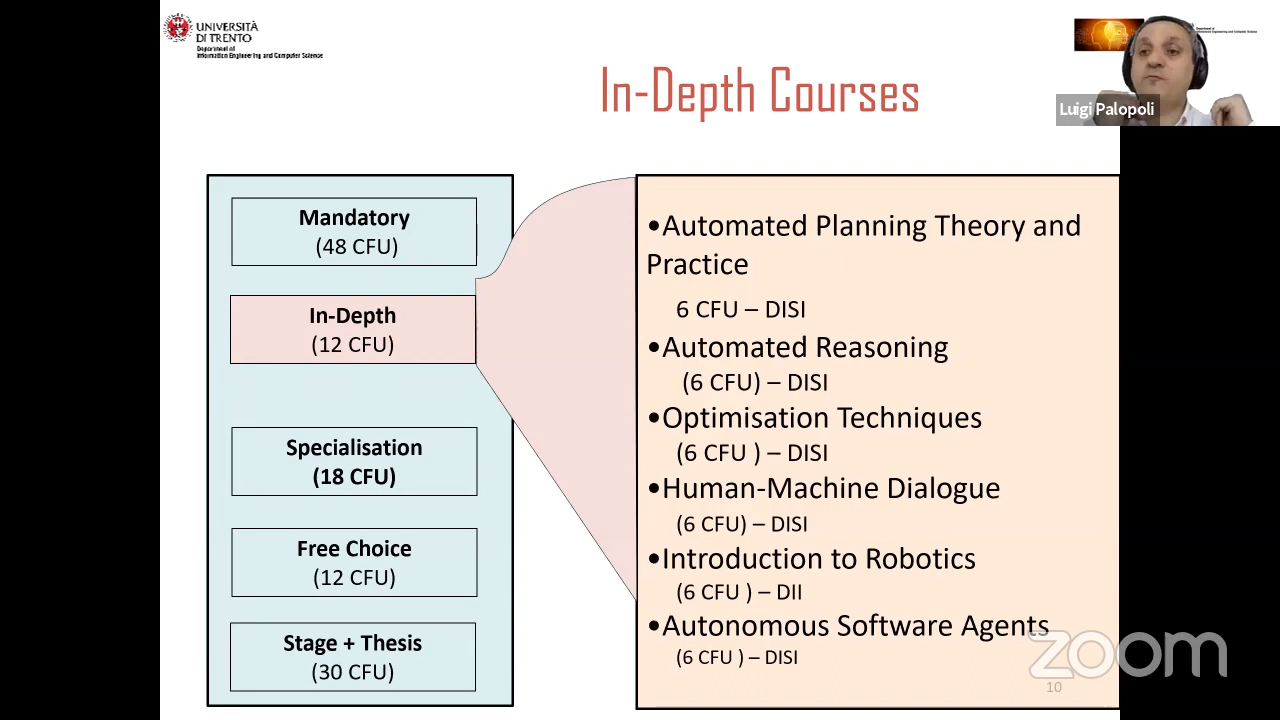 UNIVERSITÀ
DI TRENTO
Department of
Information Engineering and Computer Science
Luigi Palopoli
In-Depth Courses
Mandatory
(48 CFU)
In-Depth
(12 CFU)
Specialisation
(18 CFU)
Free Choice
(12 CFU)
Stage + Thesis
(30 CFU)
•Automated Planning Theory and
Practice
6 CFU – DISI
•Automated Reasoning
(6 CFU) – DISI
•Optimisation Techniques
(6 CFU ) – DISI
•Human-Machine Dialogue
(6 CFU) – DISI
•Introduction to Robotics
(6 CFU ) – DII
•Autonomous Software Agents
(6 CFU ) – DISI
zoom
10